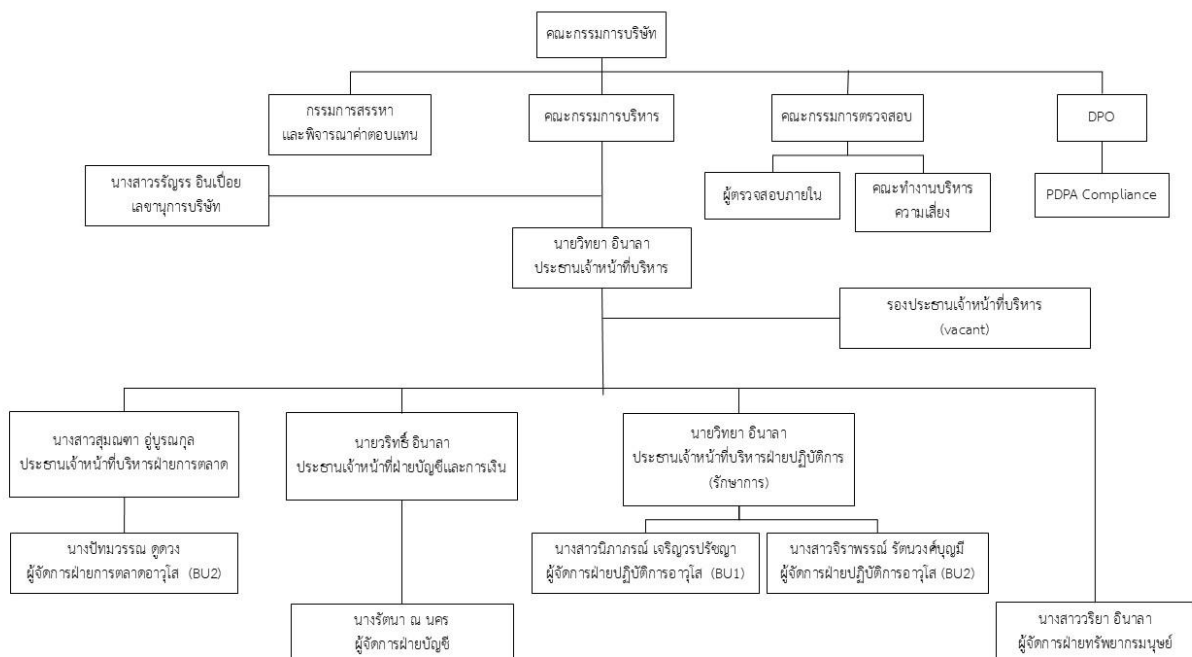 คณะกรรมการบริษัท
กรรมการสรรหา
และพิจารณาค่าตอบแทน
คณะกรรมการบริหาร
คณะกรรมการตรวจสอบ
DPO
นางสาววรัญรร อินเปื่อย
เลขานุการบริษัท
ผู้ตรวจสอบภายใน
คณะทำงานบริหาร
ความเสี่ยง
PDPA Compliance
นายวิทยา อินาลา
ประธานเจ้าหน้าที่บริหาร
รองประธานเจ้าหน้าที่บริหาร
(vacant)
นางสาวสุมณฑา อู่บูรณกุล
ประธานเจ้าหน้าที่บริหารฝ่ายการตลาด
นายวริทธิ์ อินาลา
ประธานเจ้าหน้าที่ฝ่ายบัญชีและการเงิน
นายวิทยา อินาลา
ประธานเจ้าหน้าที่บริหารฝ่ายปฏิบัติการ
(รักษาการ)
นางปัทมวรรณ ดูดวง
ผู้จัดการฝ่ายการตลาดอาวุโส (BU2)
นางสาวนิภาภรณ์ เจริญวรปรัชญา
ผู้จัดการฝ่ายปฏิบัติการอาวุโส (BU1)
นางสาวจิราพรรณ์ รัตนวงศ์บุญมี
ผู้จัดการฝ่ายปฏิบัติการอาวุโส (BU2)
นางรัตนา ณ นคร
ผู้จัดการฝ่ายบัญชี
นางสาววริยา อินาลา
ผู้จัดการฝ่ายทรัพยากรมนุษย์